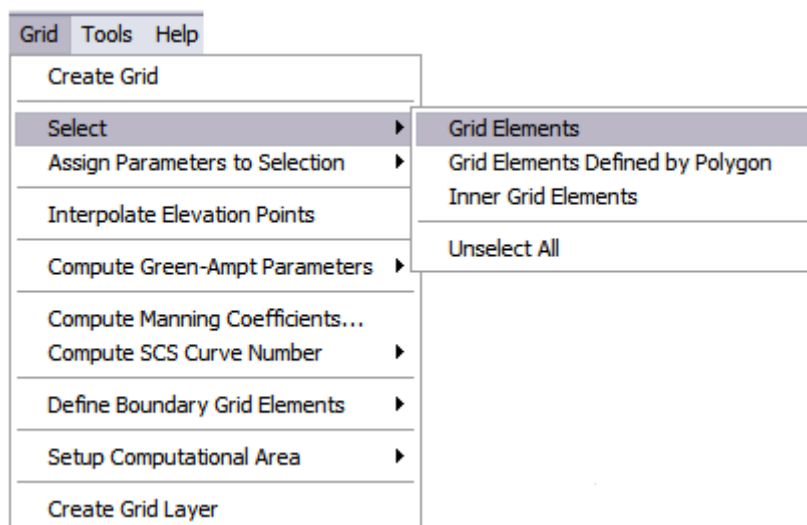 Grid Tools Help
Create Grid
Select
Grid Elements
Assign Parameters to Selection
Grid Elements Defined by Polygon
Inner Grid Elements
Interpolate Elevation Points
Unselect All
Compute Green-Ampt Parameters
Compute Manning Coefficients...
Compute SCS Curve Number
Define Boundary Grid Elements
Setup Computational Area
Create Grid Layer